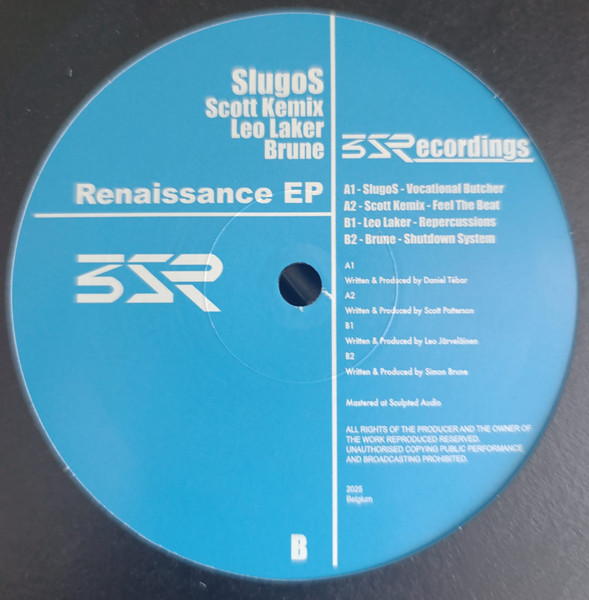 SlugoS
Scott Kemix
Leo Laker
Brune
Renaissance EP
BSR
BSRecordings
A1 - SlugoS - Vocational Butcher
A2 - Scott Kemix - Feel The Beat
B1 - Leo Laker - Repercussions
B2 - Brune - Shutdown System
A1
Written & Produced by Daniel Tébar
A2
Written & Produced by Scott Patterson
B1
Written & Produced by Leo Järveläinen
B2
Written & Produced by Simon Brune
Mastered at Sculpted Audio
ALL RIGHTS OF THE PRODUCER AND THE OWNER OF
THE WORK REPRODUCED RESERVED.
UNAUTHORISED COPYING PUBLIC PERFORMANCE
AND BROADCASTING PROHIBITED.
2025
Belgium
B